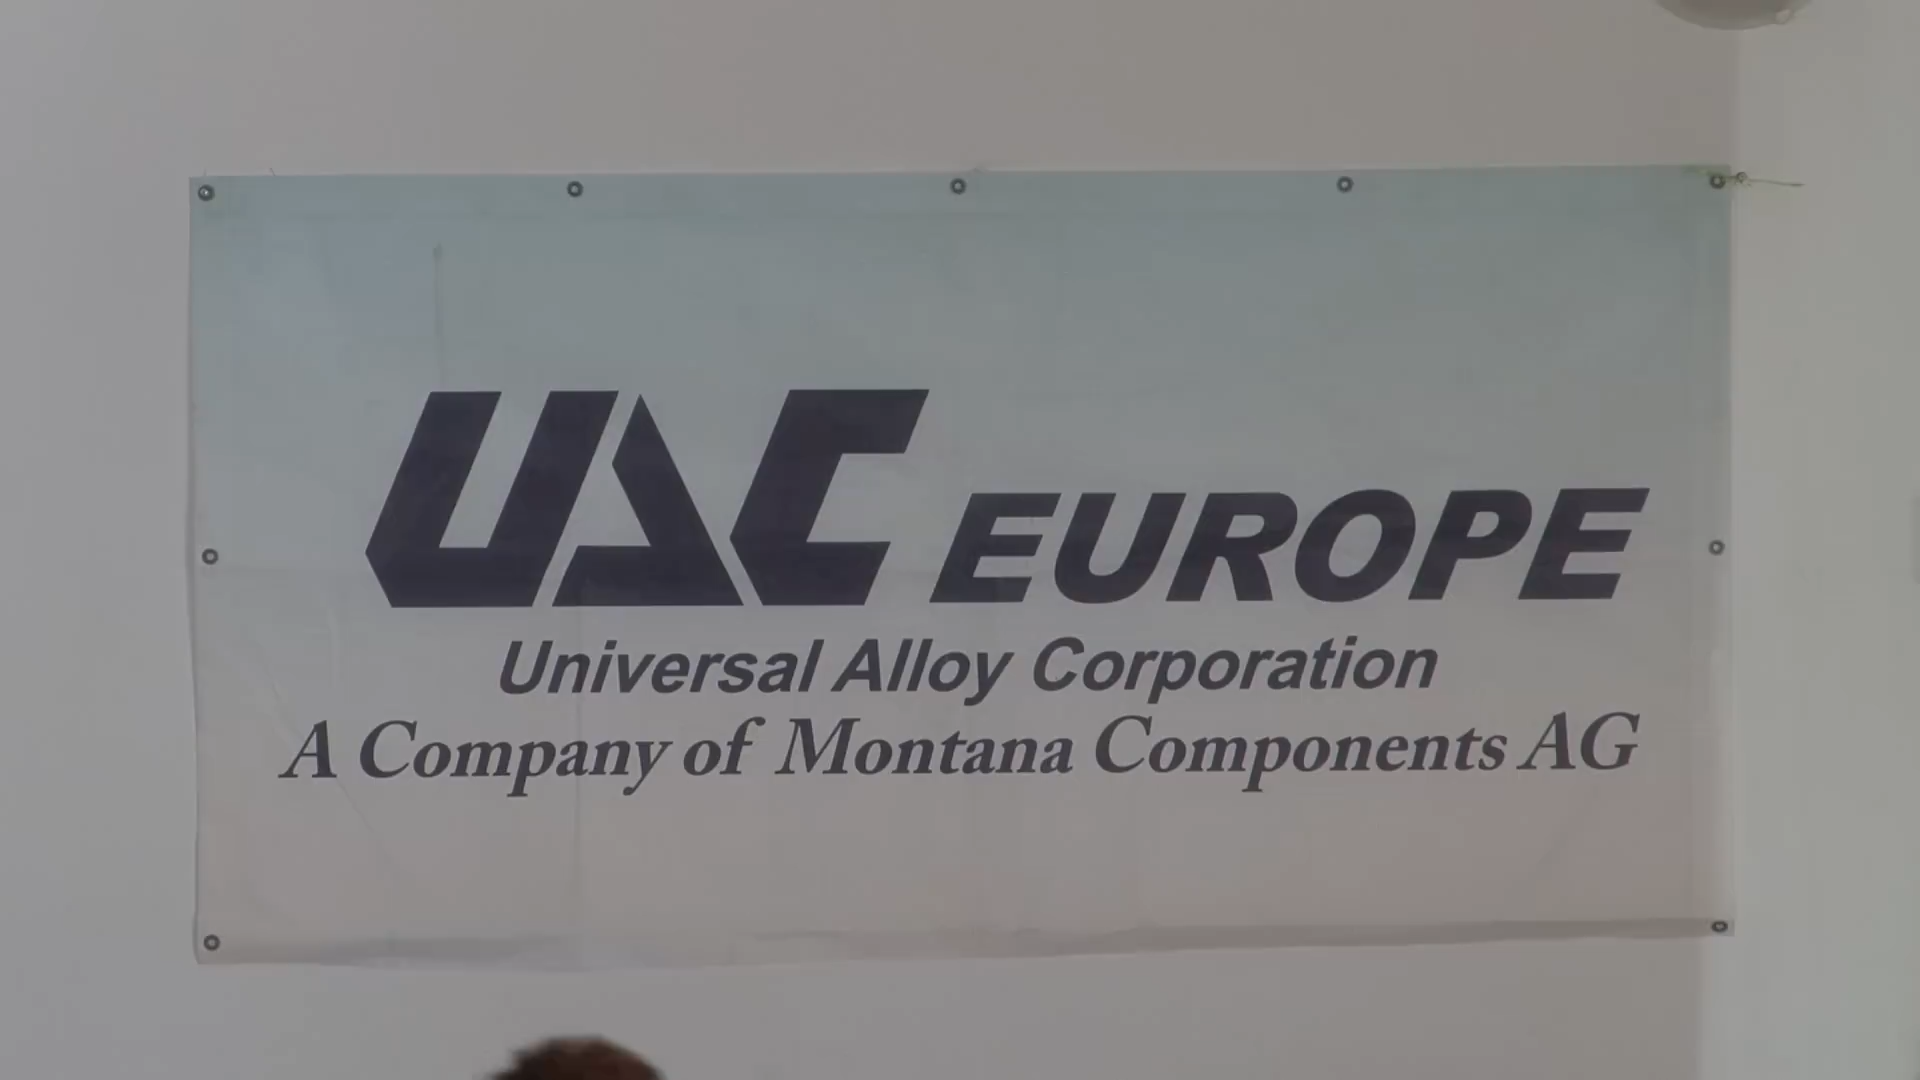 UAC EUROPE
Universal Alloy Corporation
A Company of Montana Components AG